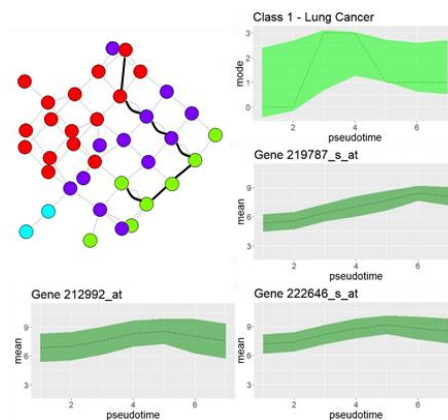 Class 1 - Lung Cancer
mode
3
2
1
0
2
4
6
pseudotime
Gene 219787_s_at
mean
9
6
3
2
4
6
pseudotime
Gene 212992_at
mean
9
6
3
2
4
6
pseudotime
Gene 222646_s_at
mean
9
6
3
2
4
6
pseudotime